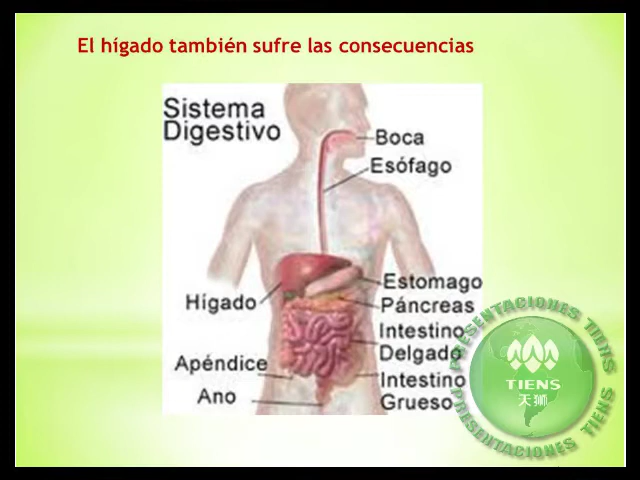 El hígado también sufre las consecuencias
Sistema
Digestivo
Boca
Esófago
Estomago
Hígado
Páncreas
Intestino
Delgado
Apéndice
Intestino
Ano
Grueso
PRESENTACIONES TIENS
TIENS
天狮
PRESENTACIONES TIENS